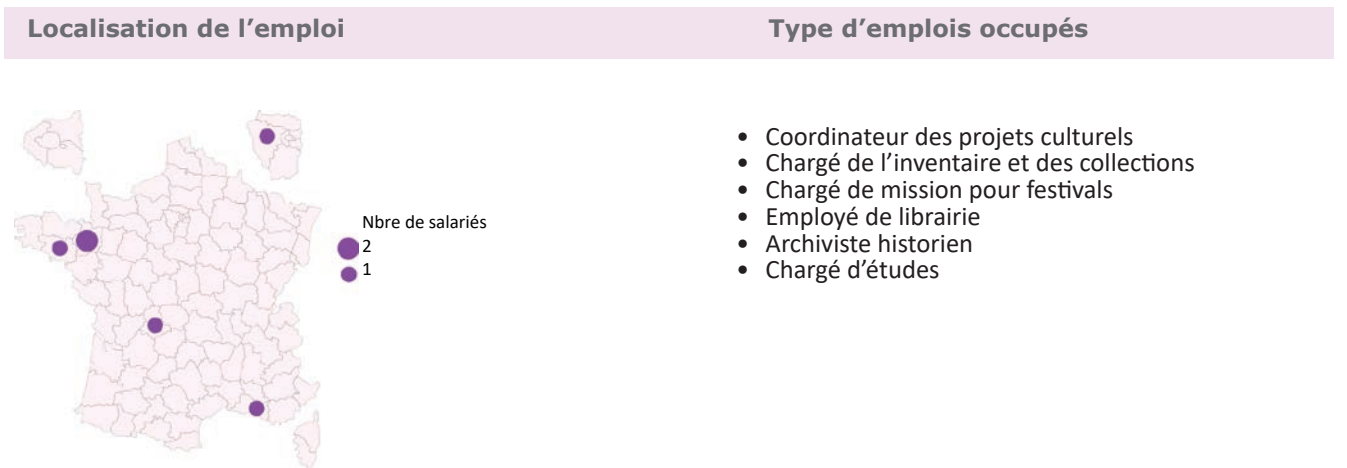 Localisation de l’emploi
Type d’emplois occupés
Nbre de salariés
2
1
• Coordinateur des projets culturels
• Chargé de l’inventaire et des collections
• Chargé de mission pour festivals
• Employé de librairie
• Archiviste historien
• Chargé d’études